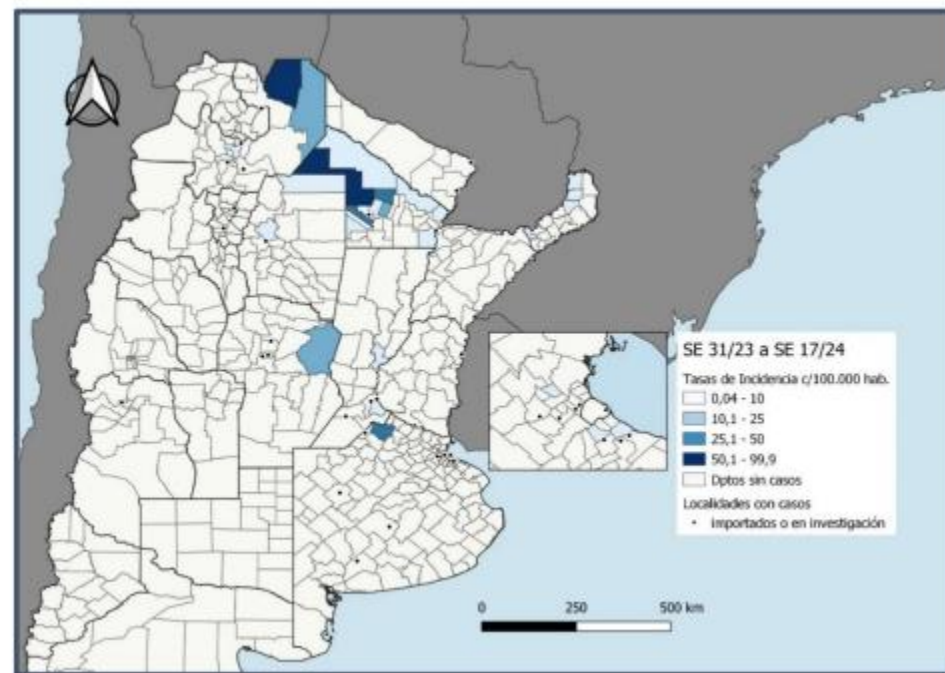 SE 31/23 a SE 17/24
Tasas de Incidencia c/100.000 hab.
0,04 - 10
10,1 - 25
25,1 - 50
50,1 - 99,9
Dptos sin casos
Localidades con casos
importados o en investigación
0 250 500 km